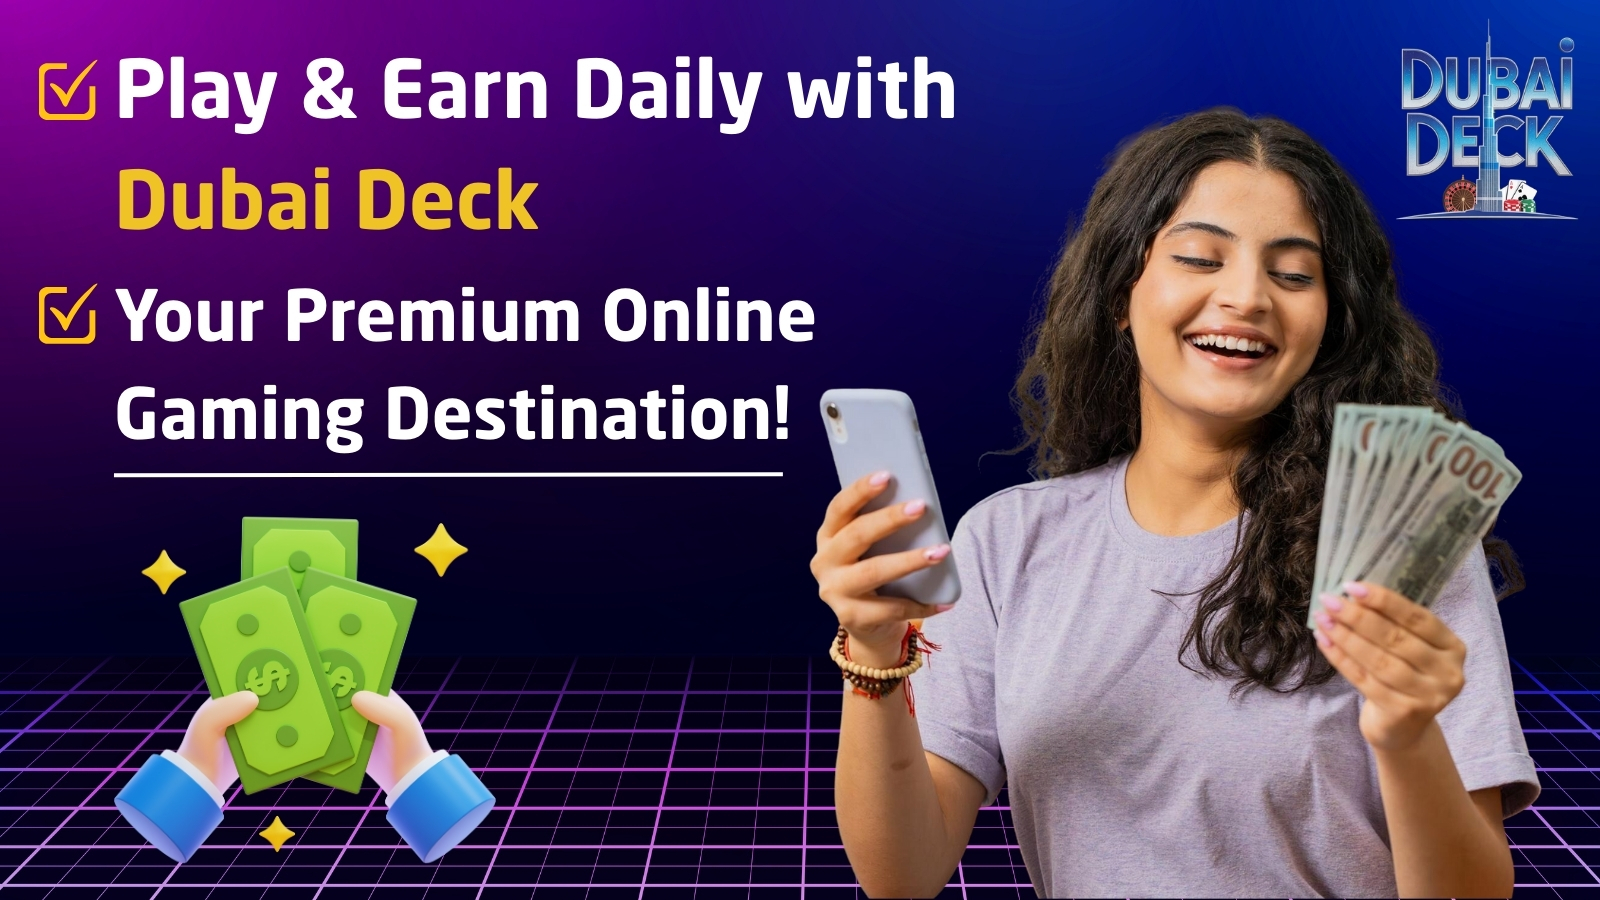 Play & Earn Daily with
Dubai Deck
Your Premium Online
Gaming Destination!
DUBAI
DECK
$
$
100